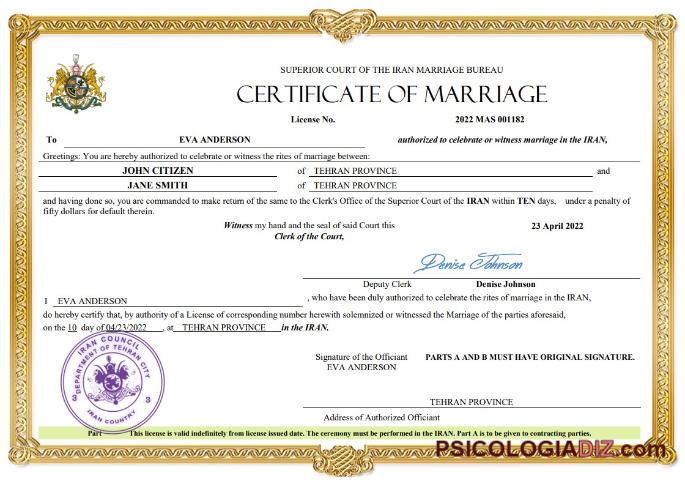 SUPERIOR COURT OF THE IRAN MARRIAGE BUREAU
CERTIFICATE OF MARRIAGE
License No. 2022 MAS 001182
To EVA ANDERSON authorized to celebrate or witness marriage in the IRAN,
Greetings: You are hereby authorized to celebrate or witness the rites of marriage between:
JOHN CITIZEN of TEHRAN PROVINCE and
JANE SMITH of TEHRAN PROVINCE
and having done so, you are commanded to make return of the same to the Clerk's Office of the Superior Court of the IRAN within TEN days, under a penalty of
fifty dollars for default therein.
Witness my hand and the seal of said Court this 23 April 2022
Clerk of the Court,
Denise Johnson
Deputy Clerk Denise Johnson
I EVA ANDERSON , who have been duly authorized to celebrate the rites of marriage in the IRAN,
do hereby certify that, by authority of a License of corresponding number herewith solemnized or witnessed the Marriage of the parties aforesaid,
on the 10 day of 04/23/2022 , at TEHRAN PROVINCE in the IRAN.
IRAN COUNCIL
DEPARTMENT OF TEHRAN CITY
3 3
IRAN COUNTRY
Signature of the Officiant PARTS A AND B MUST HAVE ORIGINAL SIGNATURE.
EVA ANDERSON
TEHRAN PROVINCE
Address of Authorized Officiant
Part This license is valid indefinitely from license issued date. The ceremony must be performed in the IRAN. Part A is to be given to contracting parties.
PSICOLOGIADIZ.com